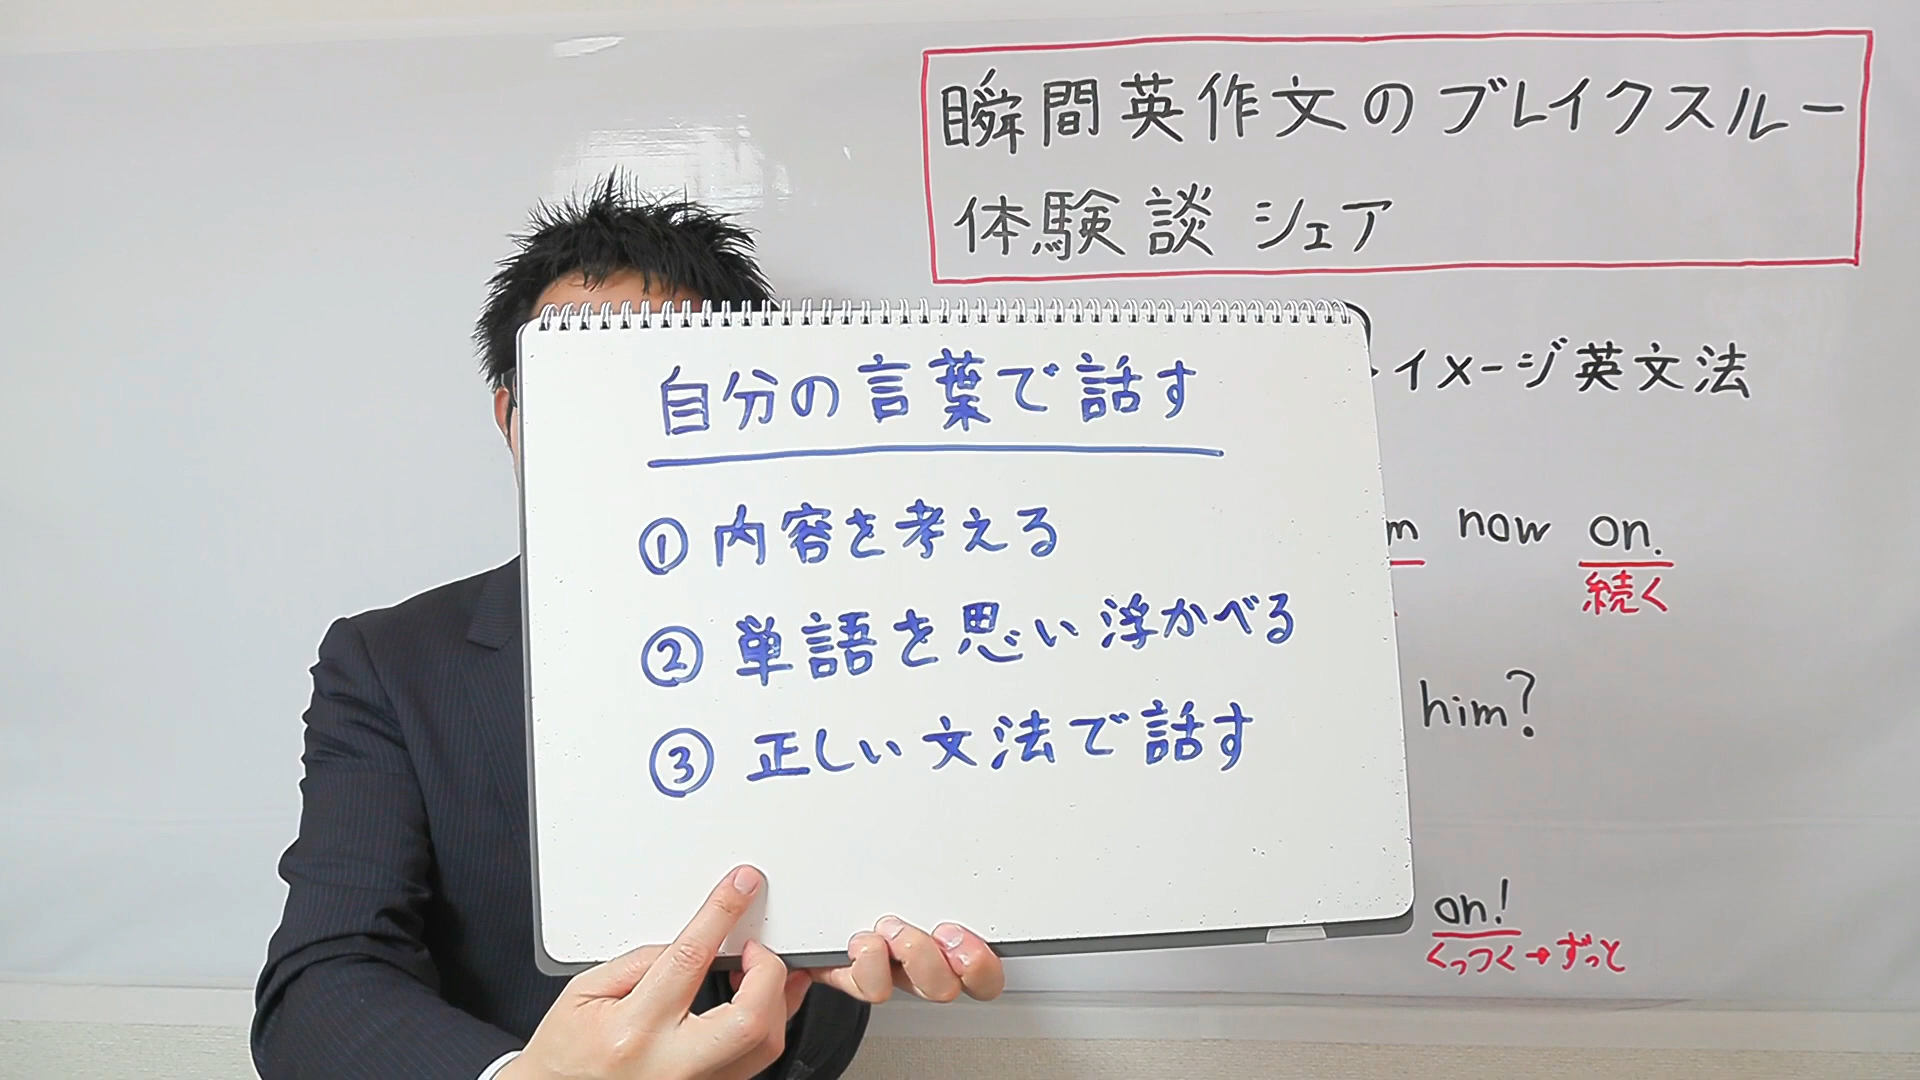 瞬間英作文のブレイクスルー
体験談 シェア
イメージ英文法
自分の言葉で話す
① 内容を考える
② 単語を思い浮かべる
③ 正しい文法で話す
now on.
続く
him?
on!
くっつく→ずっと